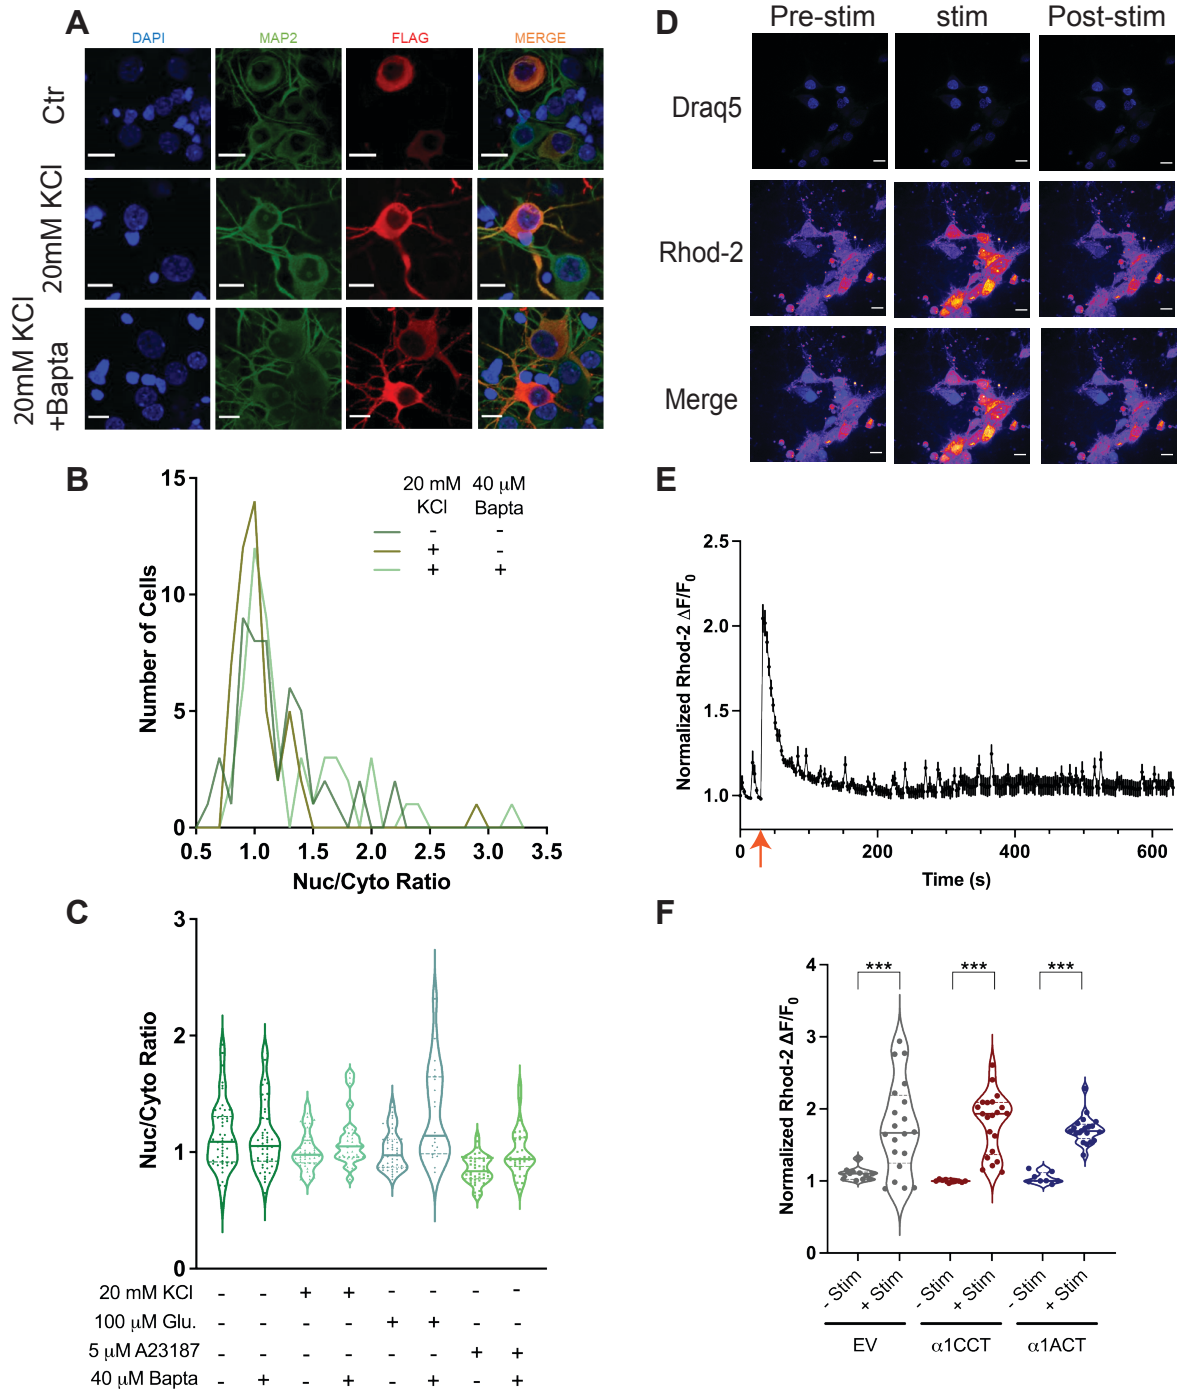 A
DAPI MAP2 FLAG MERGE
Ctr
20mM KCl
20mM KCl
+Bapta
B
15
10
5
0
Number of Cells
0.5 1.0 1.5 2.0 2.5 3.0 3.5
Nuc/Cyto Ratio
20 mM 40 μM
KCl Bapta
- -
+ -
+ +
C
3
2
1
0
Nuc/Cyto Ratio
20 mM KCl - - + + - - - -
100 μM Glu. - - - - + + - -
5 μM A23187 - - - - - - + +
40 μM Bapta - + - + - + - +
D
Pre-stim stim Post-stim
Draq5
Rhod-2
Merge
E
2.5
2.0
1.5
1.0
Normalized Rhod-2 ΔF/F0
0 200 400 600
Time (s)
F
4
3
2
1
0
Normalized Rhod-2 ΔF/F0
*** *** ***
- Stim + Stim - Stim + Stim - Stim + Stim
EV α1CCT α1ACT